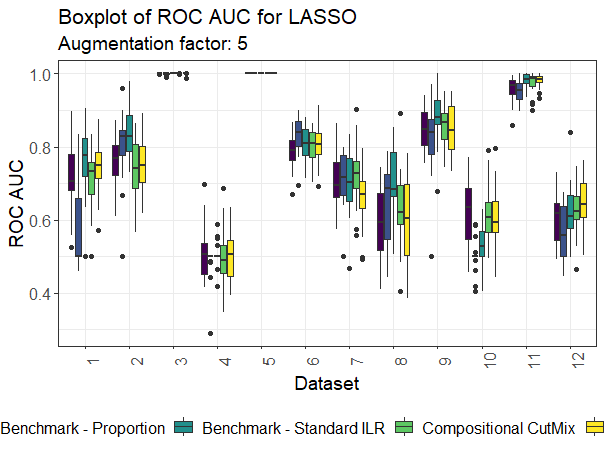 Boxplot of ROC AUC for LASSO
Augmentation factor: 5
ROC AUC
1.0
0.8
0.6
0.4
1 2 3 4 5 6 7 8 9 10 11 12
Dataset
Benchmark - Proportion Benchmark - Standard ILR Compositional CutMix